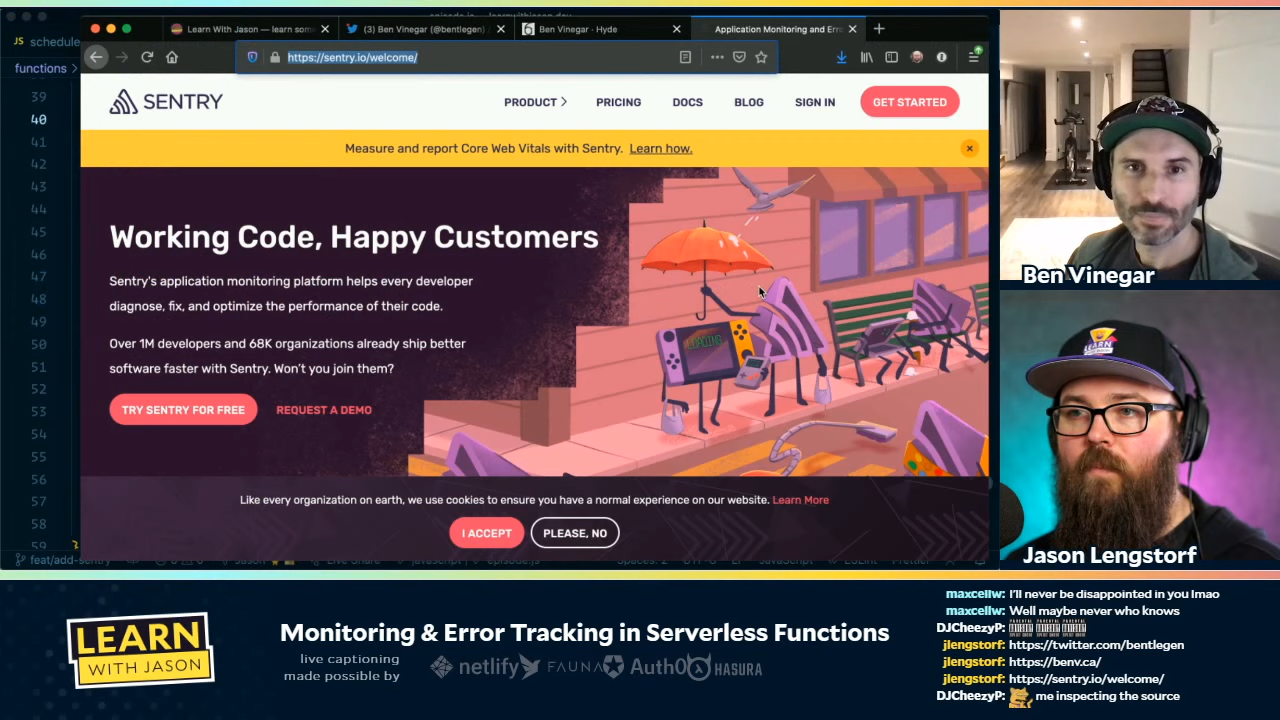 schedule
functions >
39
40
41
42
43
44
45
46
47
48
49
50
51
52
53
54
55
56
57
58
59
feat/add-sentry
Learn With Jason — learn som
(3) Ben Vinegar (@bentlegen)
Ben Vinegar · Hyde
Application Monitoring and Erro
https://sentry.io/welcome/
SENTRY
PRODUCT
PRICING
DOCS
BLOG
SIGN IN
GET STARTED
Measure and report Core Web Vitals with Sentry. Learn how.
Working Code, Happy Customers
Sentry's application monitoring platform helps every developer
diagnose, fix, and optimize the performance of their code.
Over 1M developers and 68K organizations already ship better
software faster with Sentry. Won't you join them?
TRY SENTRY FOR FREE
REQUEST A DEMO
LOADING
Like every organization on earth, we use cookies to ensure you have a normal experience on our website. Learn More
I ACCEPT
PLEASE, NO
Ben Vinegar
LEARN
Jason Lengstorf
LEARN
WITH JASON
Monitoring & Error Tracking in Serverless Functions
live captioning
made possible by
netlify
FAUNA
Auth0
HASURA
maxcellw: I'll never be disappointed in you lmao
maxcellw: Well maybe never who knows
DJCheezyP:
jlengstorf: https://twitter.com/bentlegen
jlengstorf: https://benv.ca/
jlengstorf: https://sentry.io/welcome/
DJCheezyP: me inspecting the source